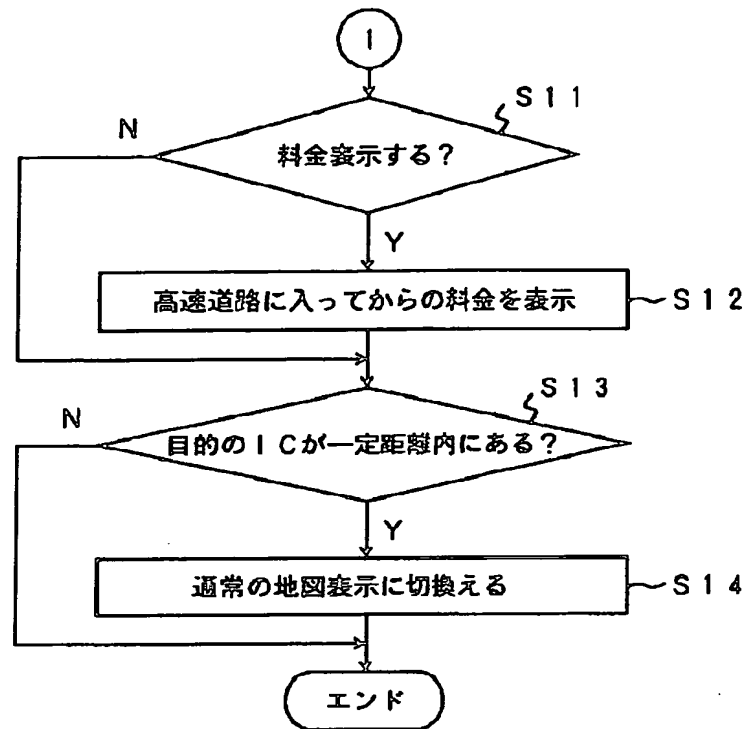 1
S11
N
料金表示する?
Y
高速道路に入ってからの料金を表示
S12
S13
N
目的のICが一定距離内にある?
Y
通常の地図表示に切換える
S14
エンド